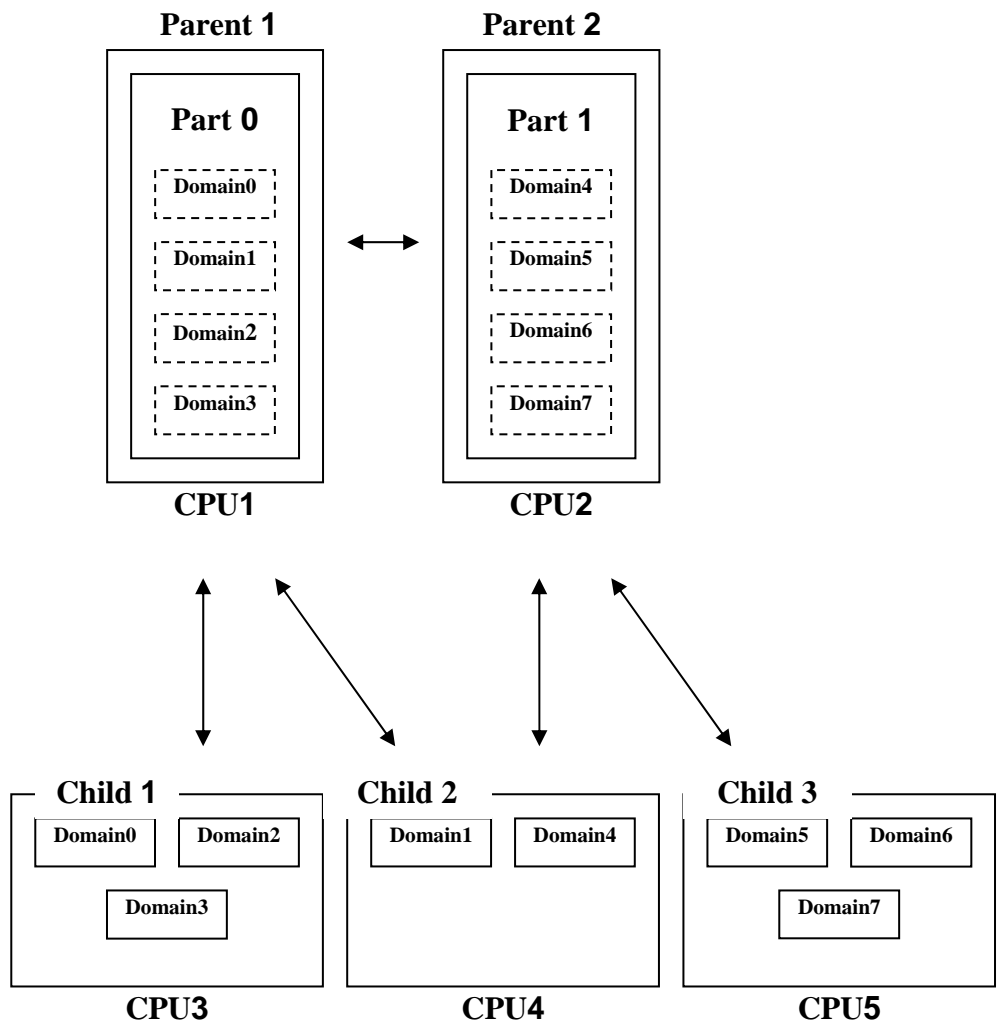 Parent 1
Parent 2
Part 0
Part 1
Domain0
Domain4
Domain1
Domain5
Domain2
Domain6
Domain3
Domain7
CPU1
CPU2
Child 1
Child 2
Child 3
Domain0
Domain2
Domain1
Domain4
Domain5
Domain6
Domain3
Domain7
CPU3
CPU4
CPU5